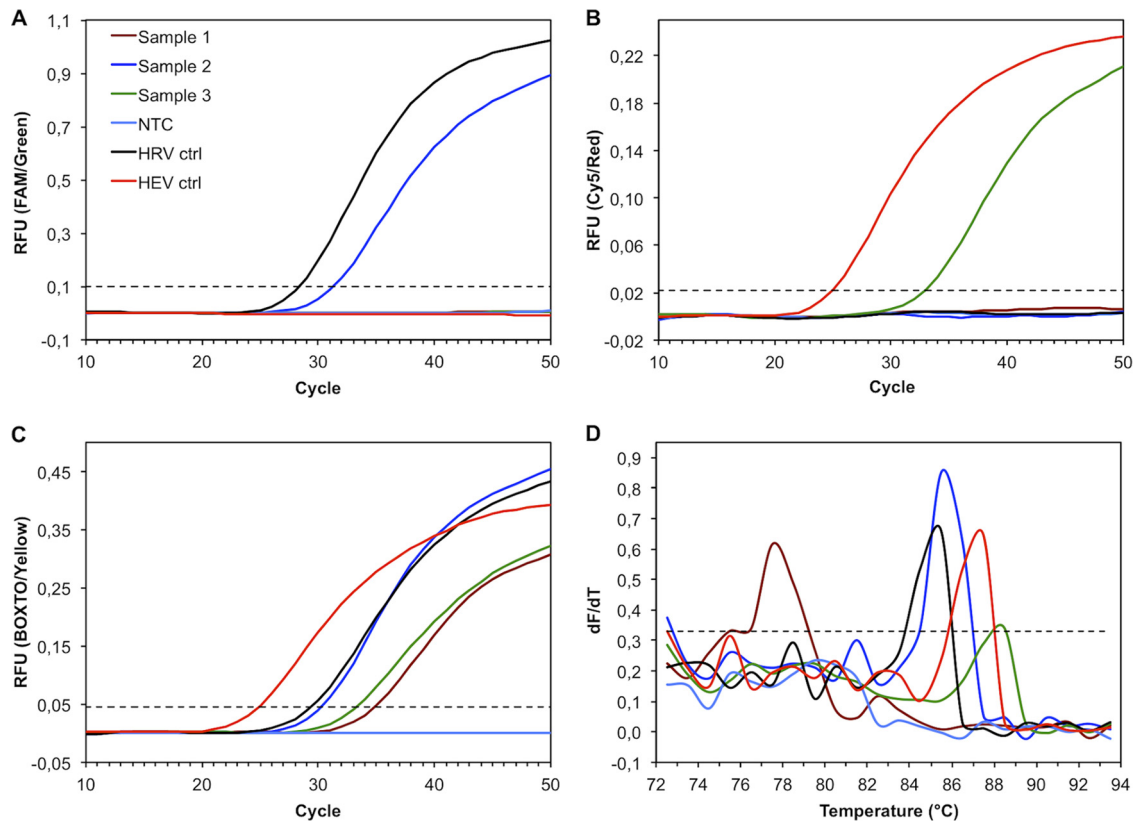 A
RFU (FAM/Green)
1,1
0,9
0,7
0,5
0,3
0,1
-0,1
Sample 1
Sample 2
Sample 3
NTC
HRV ctrl
HEV ctrl
10 20 30 40 50
Cycle
B
RFU (Cy5/Red)
0,22
0,18
0,14
0,10
0,06
0,02
-0,02
10 20 30 40 50
Cycle
C
RFU (BOXTO/Yellow)
0,45
0,35
0,25
0,15
0,05
-0,05
10 20 30 40 50
Cycle
D
dF/dT
0,9
0,8
0,7
0,6
0,5
0,4
0,3
0,2
0,1
0,0
-0,1
72 74 76 78 80 82 84 86 88 90 92 94
Temperature (°C)